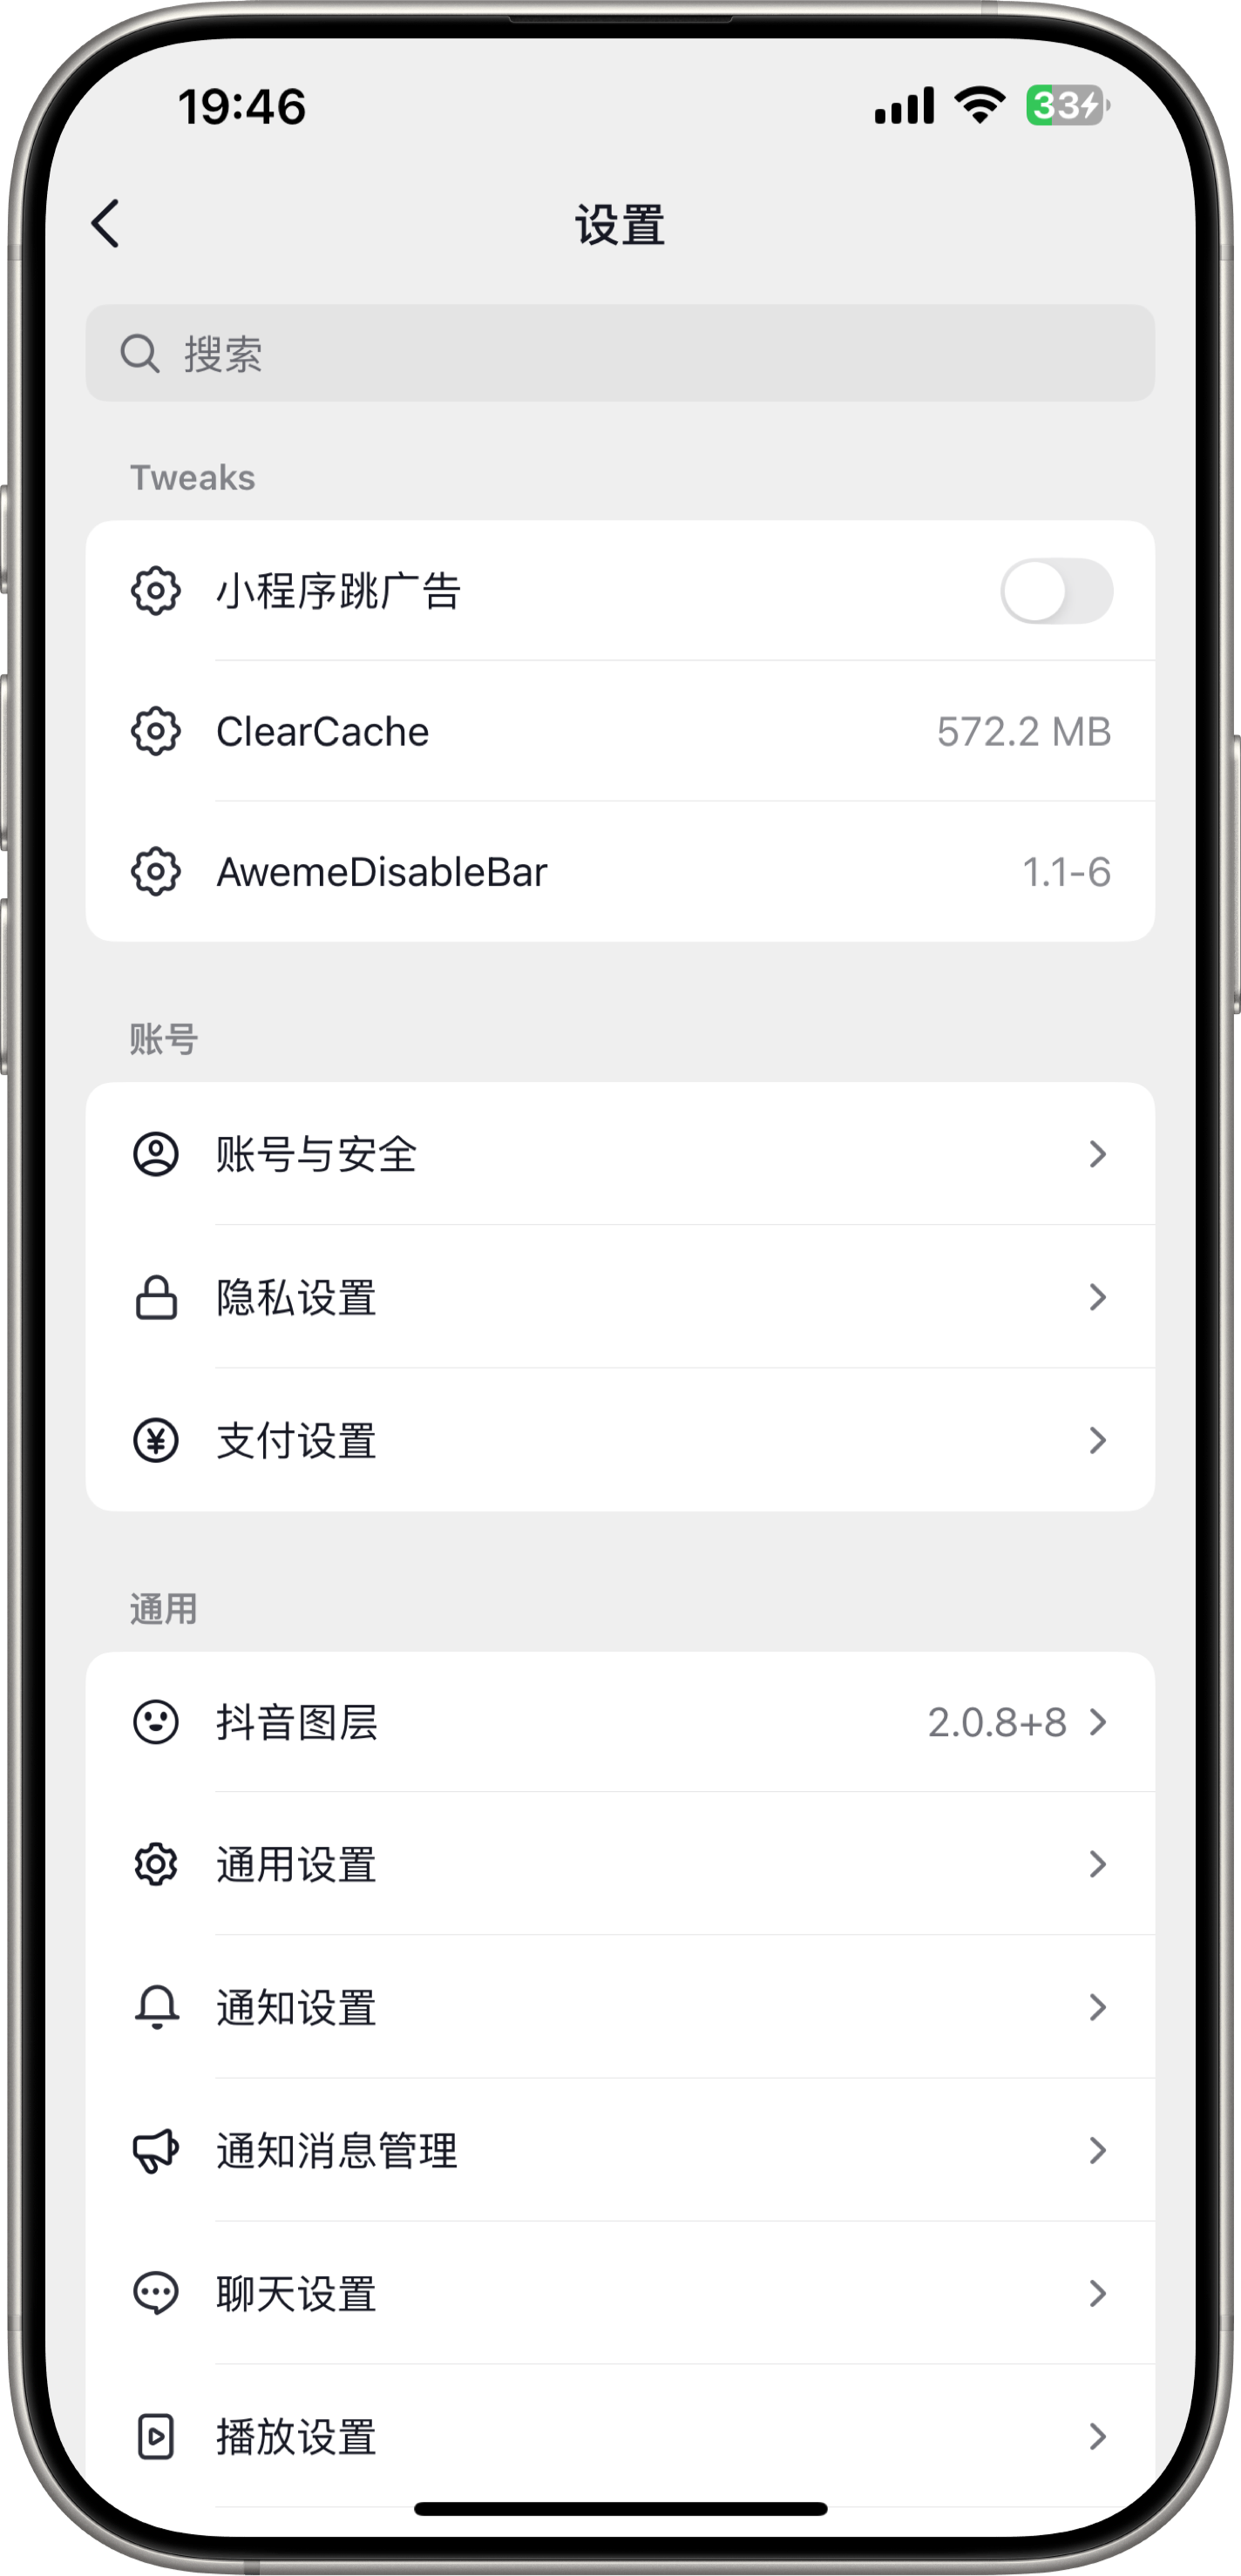 19:46
33
设置
搜索
Tweaks
小程序跳广告
ClearCache 572.2 MB
AwemeDisableBar 1.1-6
账号
账号与安全
隐私设置
支付设置
通用
抖音图层 2.0.8+8
通用设置
通知设置
通知消息管理
聊天设置
播放设置